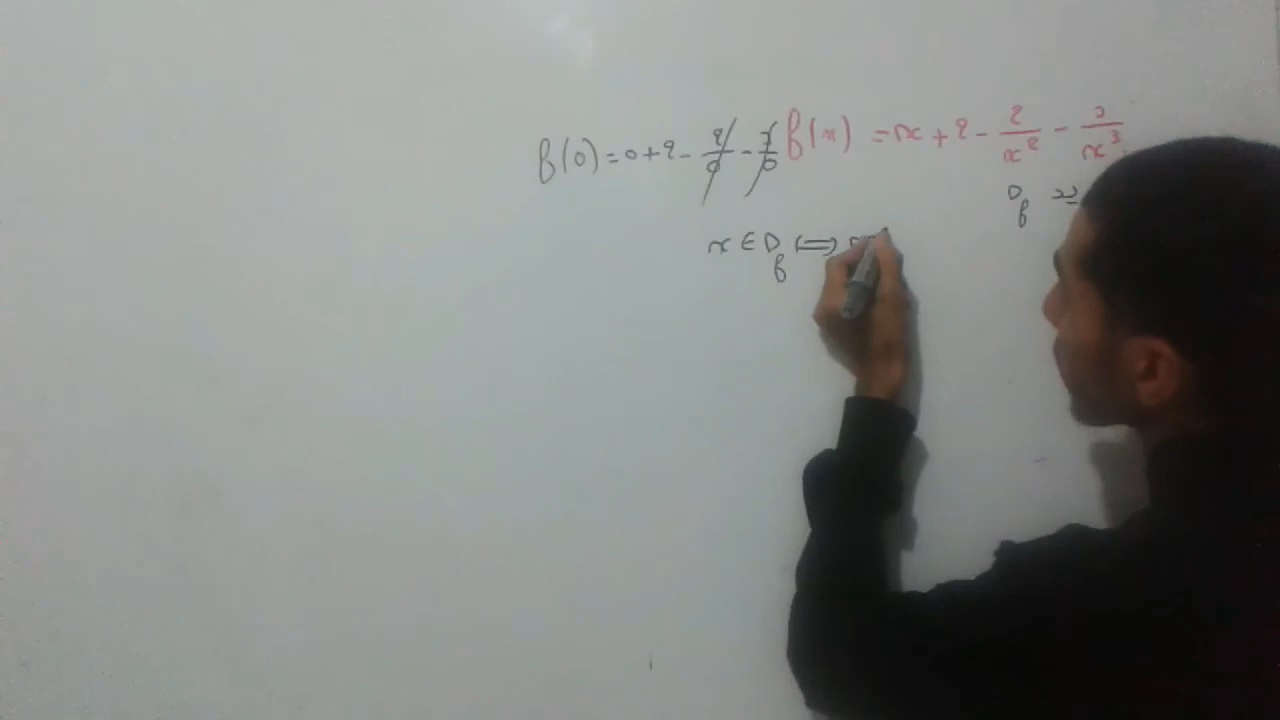 f(0) = 0 + 2 - 2/0 - 2/0 f(x) = x + 2 - 2/x² - 2/x³
D_f
x ∈ D_f ⟺